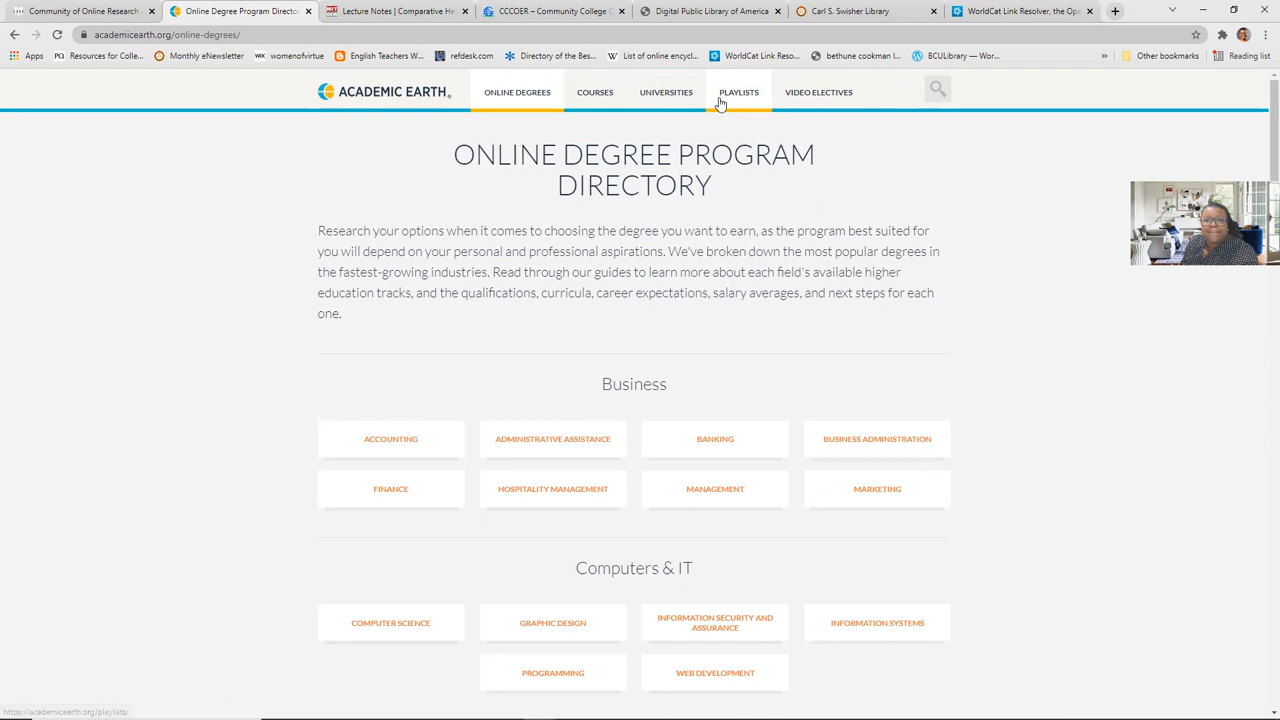 Community of Online Research
Online Degree Program Directo
Lecture Notes | Comparative He
CCCOER – Community College C
Digital Public Library of America
Carl S. Swisher Library
WorldCat Link Resolver, the Ope
academicearth.org/online-degrees/
Apps
Resources for Colle...
Monthly eNewsletter
womenofvirtue
English Teachers W...
refdesk.com
Directory of the Bes...
List of online encycl...
WorldCat Link Reso...
bethune cookman l...
BCULibrary — Wor...
»
Other bookmarks
Reading list
ACADEMIC EARTH®
ONLINE DEGREES
COURSES
UNIVERSITIES
PLAYLISTS
VIDEO ELECTIVES
ONLINE DEGREE PROGRAM
DIRECTORY
Research your options when it comes to choosing the degree you want to earn, as the program best suited for
you will depend on your personal and professional aspirations. We've broken down the most popular degrees in
the fastest-growing industries. Read through our guides to learn more about each field's available higher
education tracks, and the qualifications, curricula, career expectations, salary averages, and next steps for each
one.
Business
ACCOUNTING
ADMINISTRATIVE ASSISTANCE
BANKING
BUSINESS ADMINISTRATION
FINANCE
HOSPITALITY MANAGEMENT
MANAGEMENT
MARKETING
Computers & IT
COMPUTER SCIENCE
GRAPHIC DESIGN
INFORMATION SECURITY AND
ASSURANCE
INFORMATION SYSTEMS
PROGRAMMING
WEB DEVELOPMENT
https://academicearth.org/playlists/